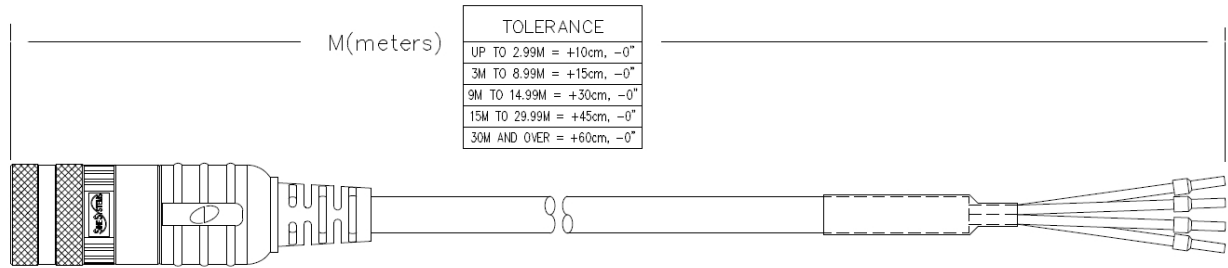 M(meters)
TOLERANCE
UP TO 2.99M = +10cm, -0"
3M TO 8.99M = +15cm, -0"
9M TO 14.99M = +30cm, -0"
15M TO 29.99M = +45cm, -0"
30M AND OVER = +60cm, -0"